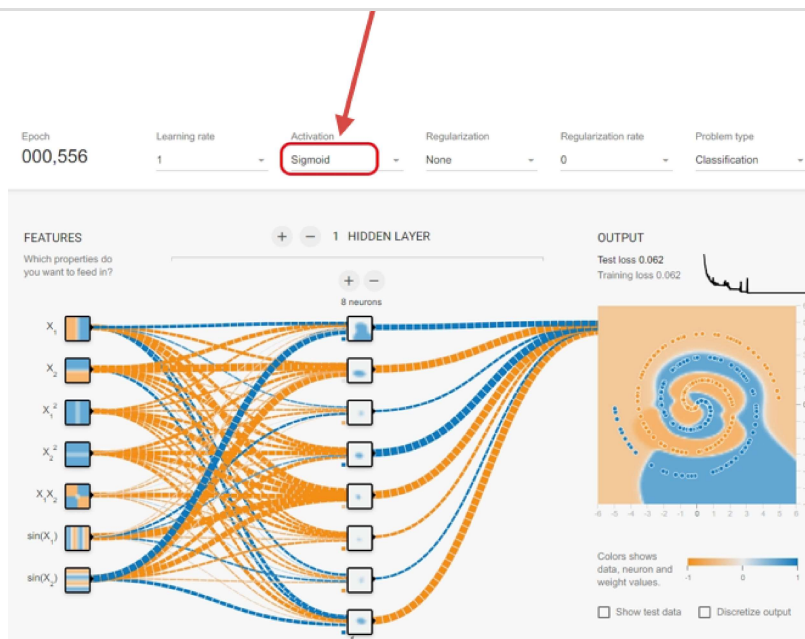 Epoch
000,556
Learning rate
1
Activation
Sigmoid
Regularization
None
Regularization rate
0
Problem type
Classification
FEATURES
Which properties do
you want to feed in?
+ − 1 HIDDEN LAYER
+ −
8 neurons
X1
X2
X1²
X2²
X1X2
sin(X1)
sin(X2)
OUTPUT
Test loss 0.062
Training loss 0.062
-6 -5 -4 -3 -2 -1 0 1 2 3 4 5 6
Colors shows
data, neuron and
weight values.
-1 0 1
Show test data
Discretize output